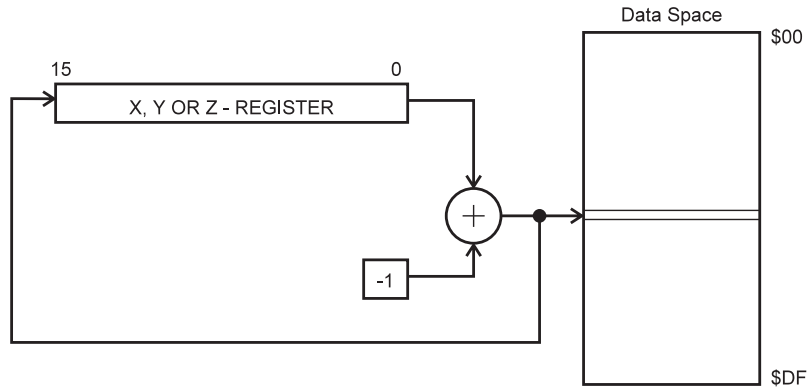 Data Space
$00
15 0
X, Y OR Z - REGISTER
+
-1
$DF